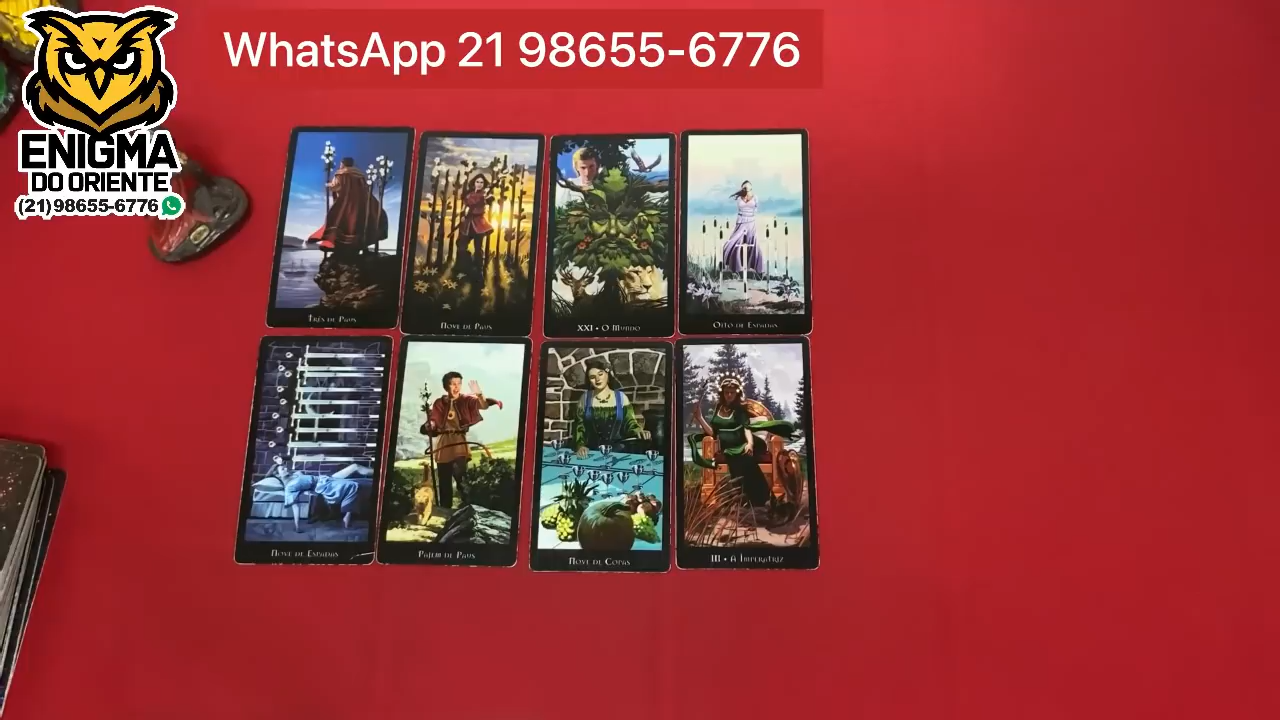 WhatsApp 21 98655-6776
ENIGMA
DO ORIENTE
(21)98655-6776
Três de Paus
Nove de Paus
XXI • O Mundo
Oito de Espadas
Nove de Espadas
Pajem de Paus
Nove de Copas
III • A Imperatriz